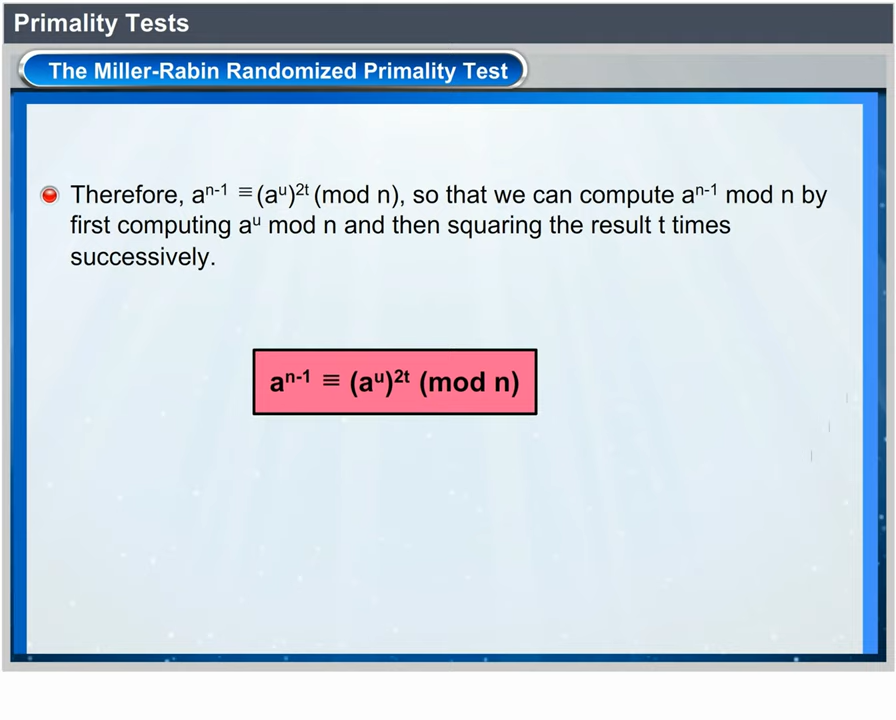 Primality Tests
The Miller-Rabin Randomized Primality Test
Therefore, aⁿ⁻¹ ≡ (aᵘ)²ᵗ (mod n), so that we can compute aⁿ⁻¹ mod n by
first computing aᵘ mod n and then squaring the result t times
successively.
aⁿ⁻¹ ≡ (aᵘ)²ᵗ (mod n)